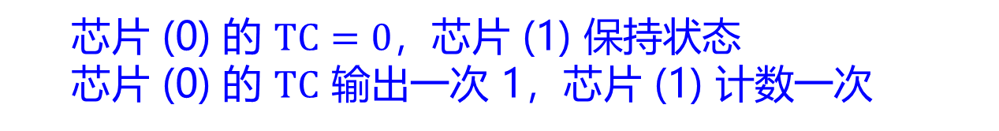 芯片 (0) 的 TC = 0，芯片 (1) 保持状态
芯片 (0) 的 TC 输出一次 1，芯片 (1) 计数一次